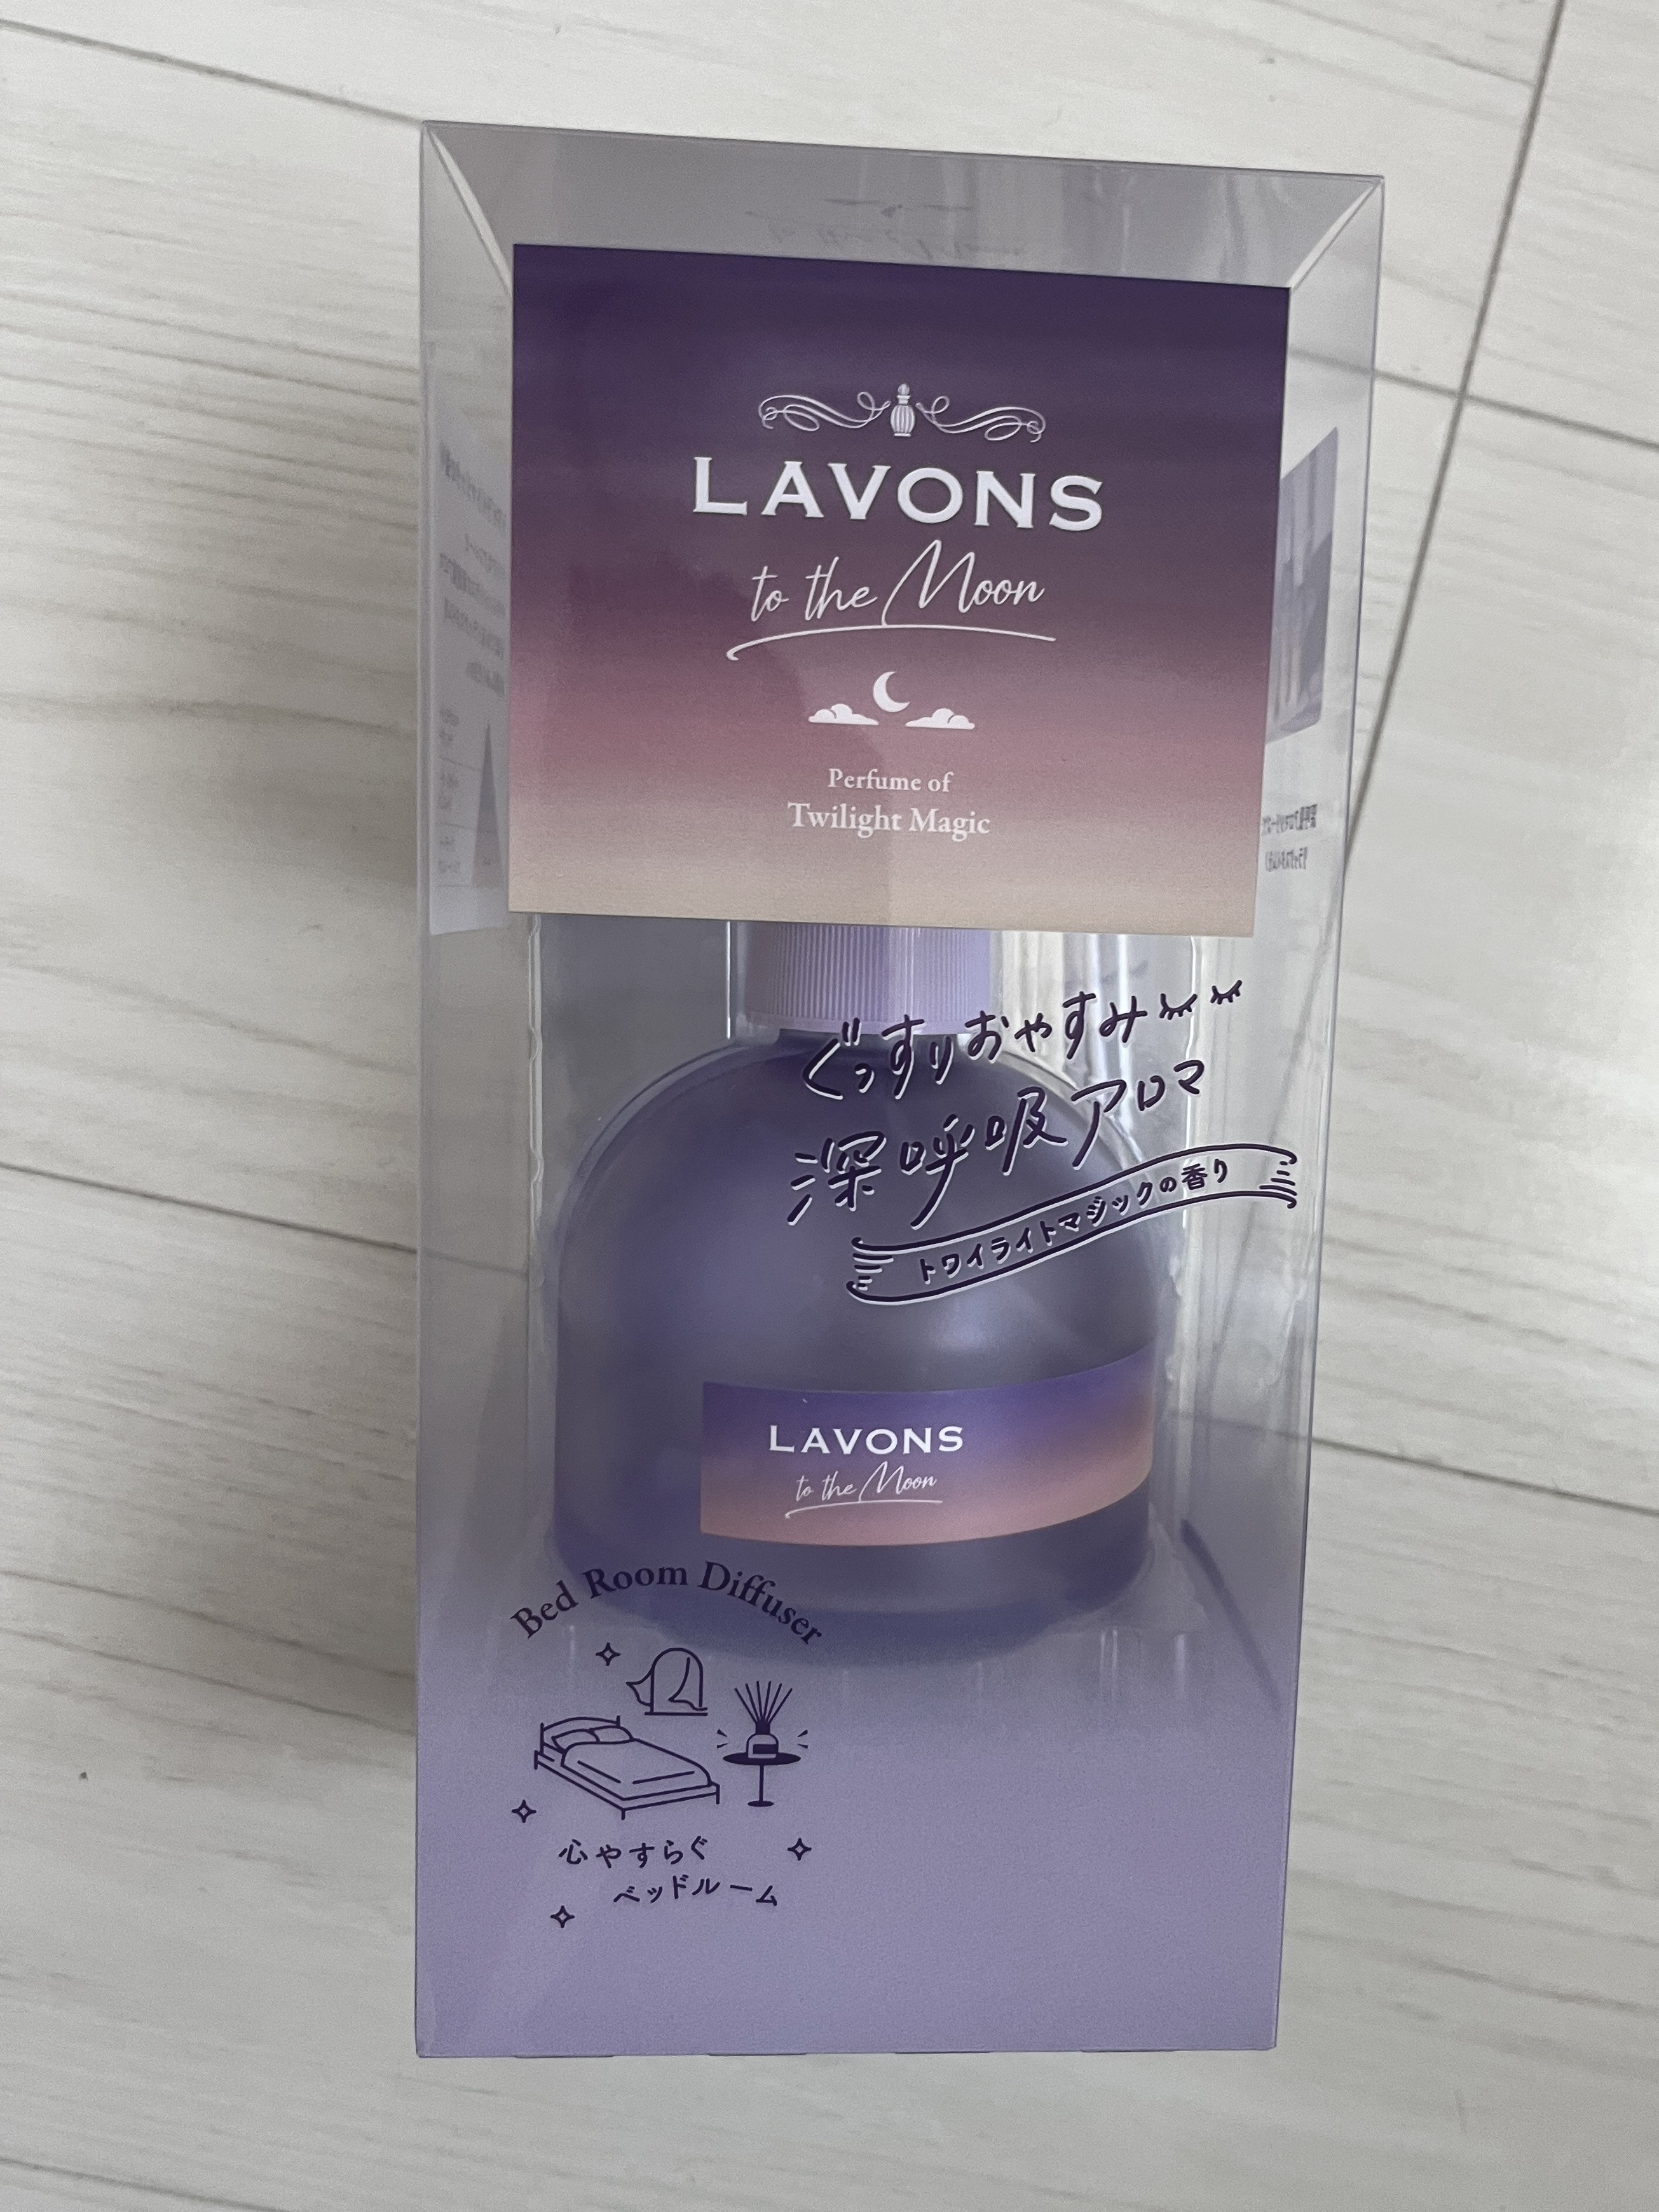 LAVONS
to the Moon
Perfume of
Twilight Magic
ぐっすりおやすみ
深呼吸アロマ
トワイライトマジックの香り
LAVONS
to the Moon
Bed Room Diffuser
心やすらぐ
ベッドルーム